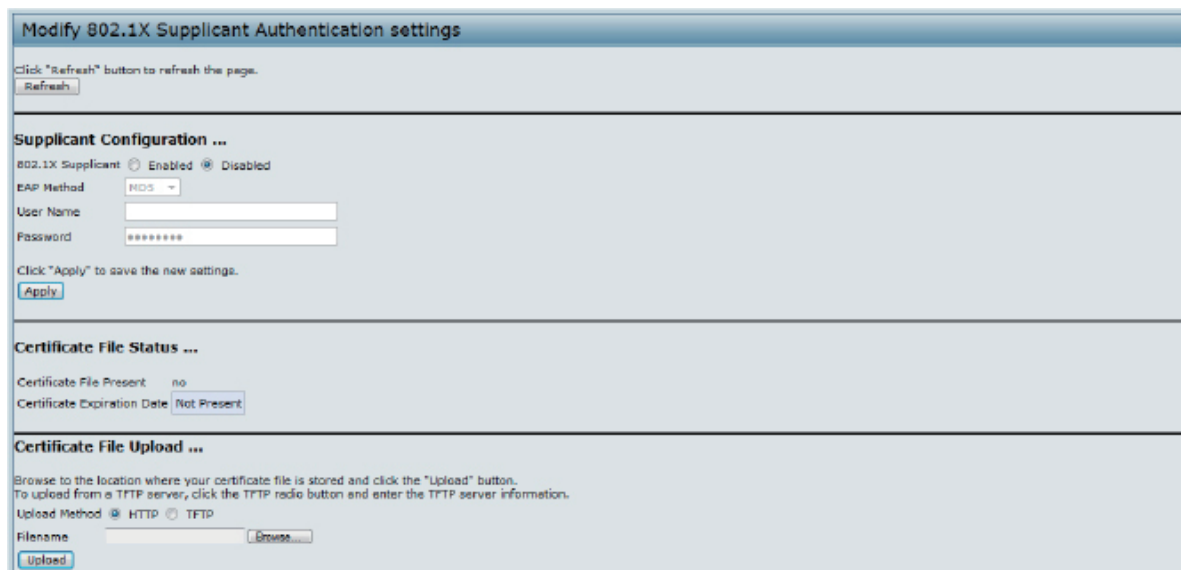 Modify 802.1X Supplicant Authentication settings
Click "Refresh" button to refresh the page.
Refresh
Supplicant Configuration ...
802.1X Supplicant Enabled Disabled
EAP Method MD5
User Name
Password ••••••••
Click "Apply" to save the new settings.
Apply
Certificate File Status ...
Certificate File Present no
Certificate Expiration Date Not Present
Certificate File Upload ...
Browse to the location where your certificate file is stored and click the "Upload" button.
To upload from a TFTP server, click the TFTP radio button and enter the TFTP server information.
Upload Method HTTP TFTP
Filename Browse...
Upload